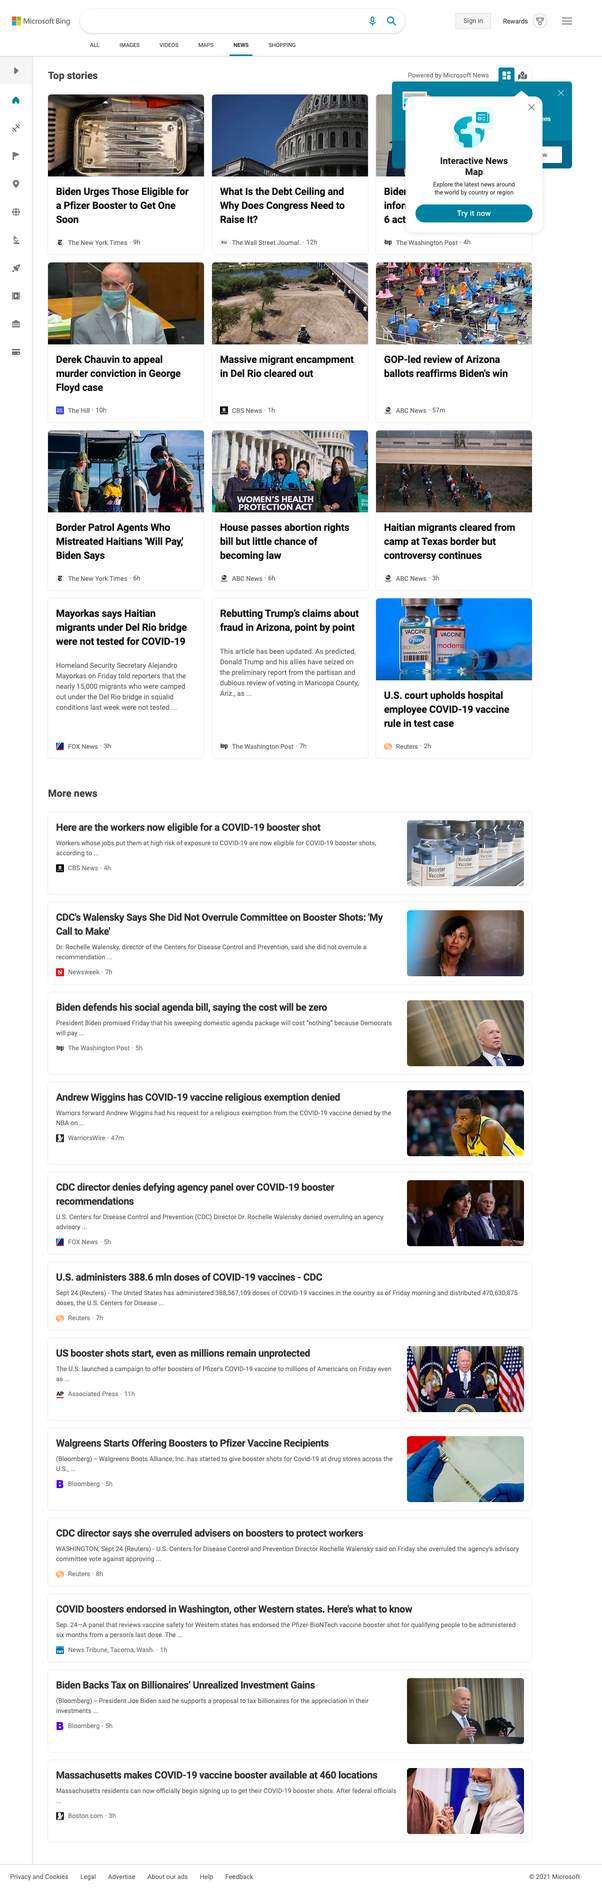 Microsoft Bing
Sign in
Rewards
ALL
IMAGES
VIDEOS
MAPS
NEWS
SHOPPING
Top stories
Powered by Microsoft News
Interactive News
Map
Explore the latest news around
the world by country or region
Try it now
Biden Urges Those Eligible for
a Pfizer Booster to Get One
Soon
The New York Times · 9h
What Is the Debt Ceiling and
Why Does Congress Need to
Raise It?
The Wall Street Journal. · 12h
Biden
6 act
The Washington Post · 4h
Derek Chauvin to appeal
murder conviction in George
Floyd case
The Hill · 10h
Massive migrant encampment
in Del Rio cleared out
CBS News · 1h
GOP-led review of Arizona
ballots reaffirms Biden's win
ABC News · 57m
WOMEN'S HEALTH
PROTECTION ACT
Border Patrol Agents Who
Mistreated Haitians 'Will Pay,'
Biden Says
The New York Times · 6h
House passes abortion rights
bill but little chance of
becoming law
ABC News · 6h
Haitian migrants cleared from
camp at Texas border but
controversy continues
ABC News · 3h
Mayorkas says Haitian
migrants under Del Rio bridge
were not tested for COVID-19
Homeland Security Secretary Alejandro
Mayorkas on Friday told reporters that the
nearly 15,000 migrants who were camped
out under the Del Rio bridge in squalid
conditions last week were not tested ...
FOX News · 3h
Rebutting Trump's claims about
fraud in Arizona, point by point
This article has been updated. As predicted,
Donald Trump and his allies have seized on
the preliminary report from the partisan and
dubious review of voting in Maricopa County,
Ariz., as ...
The Washington Post · 7h
VACCINE
VACCINE
moderna
U.S. court upholds hospital
employee COVID-19 vaccine
rule in test case
Reuters · 2h
More news
Here are the workers now eligible for a COVID-19 booster shot
Workers whose jobs put them at high risk of exposure to COVID-19 are now eligible for COVID-19 booster shots,
according to ...
CBS News · 4h
Booster
Vaccine
Booster
Vaccine
CDC's Walensky Says She Did Not Overrule Committee on Booster Shots: 'My
Call to Make'
Dr. Rochelle Walensky, director of the Centers for Disease Control and Prevention, said she did not overrule a
recommendation ...
Newsweek · 7h
Biden defends his social agenda bill, saying the cost will be zero
President Biden promised Friday that his sweeping domestic agenda package will cost "nothing" because Democrats
will pay ...
The Washington Post · 5h
Andrew Wiggins has COVID-19 vaccine religious exemption denied
Warriors forward Andrew Wiggins had his request for a religious exemption from the COVID-19 vaccine denied by the
NBA on ...
WarriorsWire · 47m
CDC director denies defying agency panel over COVID-19 booster
recommendations
U.S. Centers for Disease Control and Prevention (CDC) Director Dr. Rochelle Walensky denied overruling an agency
advisory ...
FOX News · 5h
U.S. administers 388.6 mln doses of COVID-19 vaccines - CDC
Sept 24 (Reuters) - The United States has administered 388,567,109 doses of COVID-19 vaccines in the country as of Friday morning and distributed 470,630,875
doses, the U.S. Centers for Disease ...
Reuters · 7h
US booster shots start, even as millions remain unprotected
The U.S. launched a campaign to offer boosters of Pfizer's COVID-19 vaccine to millions of Americans on Friday even
as ...
Associated Press · 11h
Walgreens Starts Offering Boosters to Pfizer Vaccine Recipients
(Bloomberg) -- Walgreens Boots Alliance, Inc. has started to give booster shots for Covid-19 at drug stores across the
U.S., ...
Bloomberg · 5h
CDC director says she overruled advisers on boosters to protect workers
WASHINGTON, Sept 24 (Reuters) - U.S. Centers for Disease Control and Prevention Director Rochelle Walensky said on Friday she overruled the agency's advisory
committee vote against approving ...
Reuters · 8h
COVID boosters endorsed in Washington, other Western states. Here's what to know
Sep. 24—A panel that reviews vaccine safety for Western states has endorsed the Pfizer-BioNTech vaccine booster shot for qualifying people to be administered
six months from a person's last dose. The ...
News Tribune, Tacoma, Wash. · 1h
Biden Backs Tax on Billionaires' Unrealized Investment Gains
(Bloomberg) -- President Joe Biden said he supports a proposal to tax billionaires for the appreciation in their
investments ...
Bloomberg · 5h
Massachusetts makes COVID-19 vaccine booster available at 460 locations
Massachusetts residents can now officially begin signing up to get their COVID-19 booster shots. After federal officials
...
Boston.com · 3h
Privacy and Cookies
Legal
Advertise
About our ads
Help
Feedback
© 2021 Microsoft